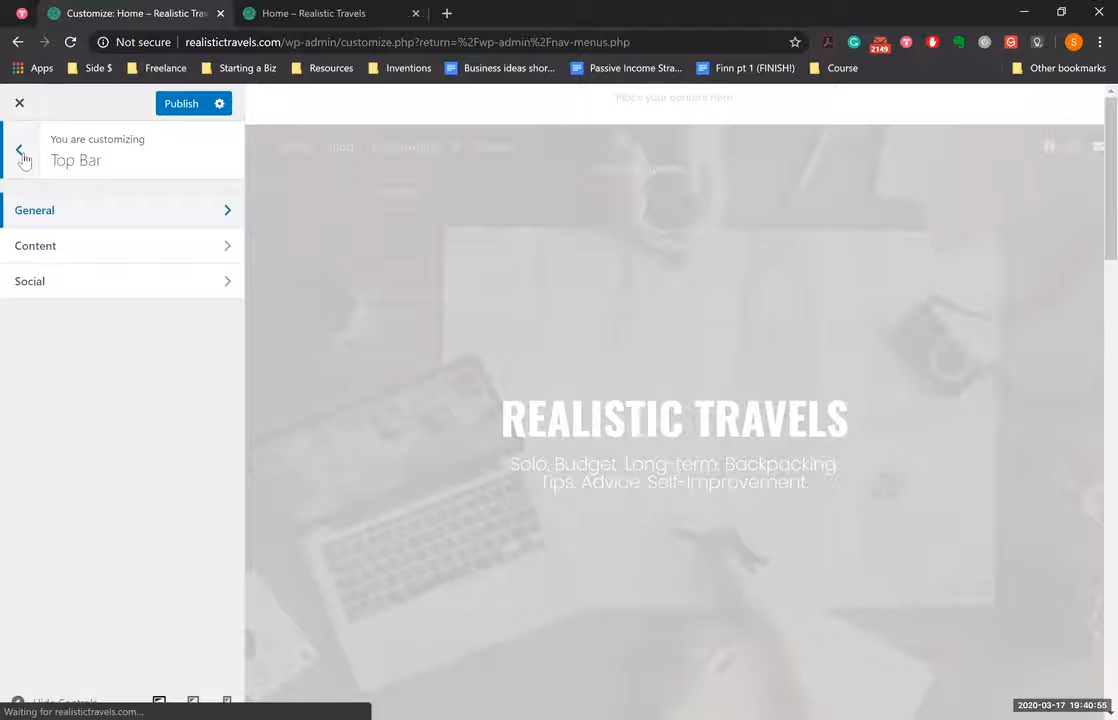 Customize: Home – Realistic Trav
Home – Realistic Travels
Not secure
realistictravels.com/wp-admin/customize.php?return=%2Fwp-admin%2Fnav-menus.php
2149
S
Apps
Side $
Freelance
Starting a Biz
Resources
Inventions
Business ideas shor...
Passive Income Stra...
Finn pt 1 (FINISH!)
Course
Other bookmarks
Publish
Place your content here
You are customizing
Top Bar
General
Content
Social
REALISTIC TRAVELS
Solo. Budget. Long-term. Backpacking.
Tips. Advice. Self-Improvement.
Hide Controls
Waiting for realistictravels.com...
2020-03-17 19:40:55